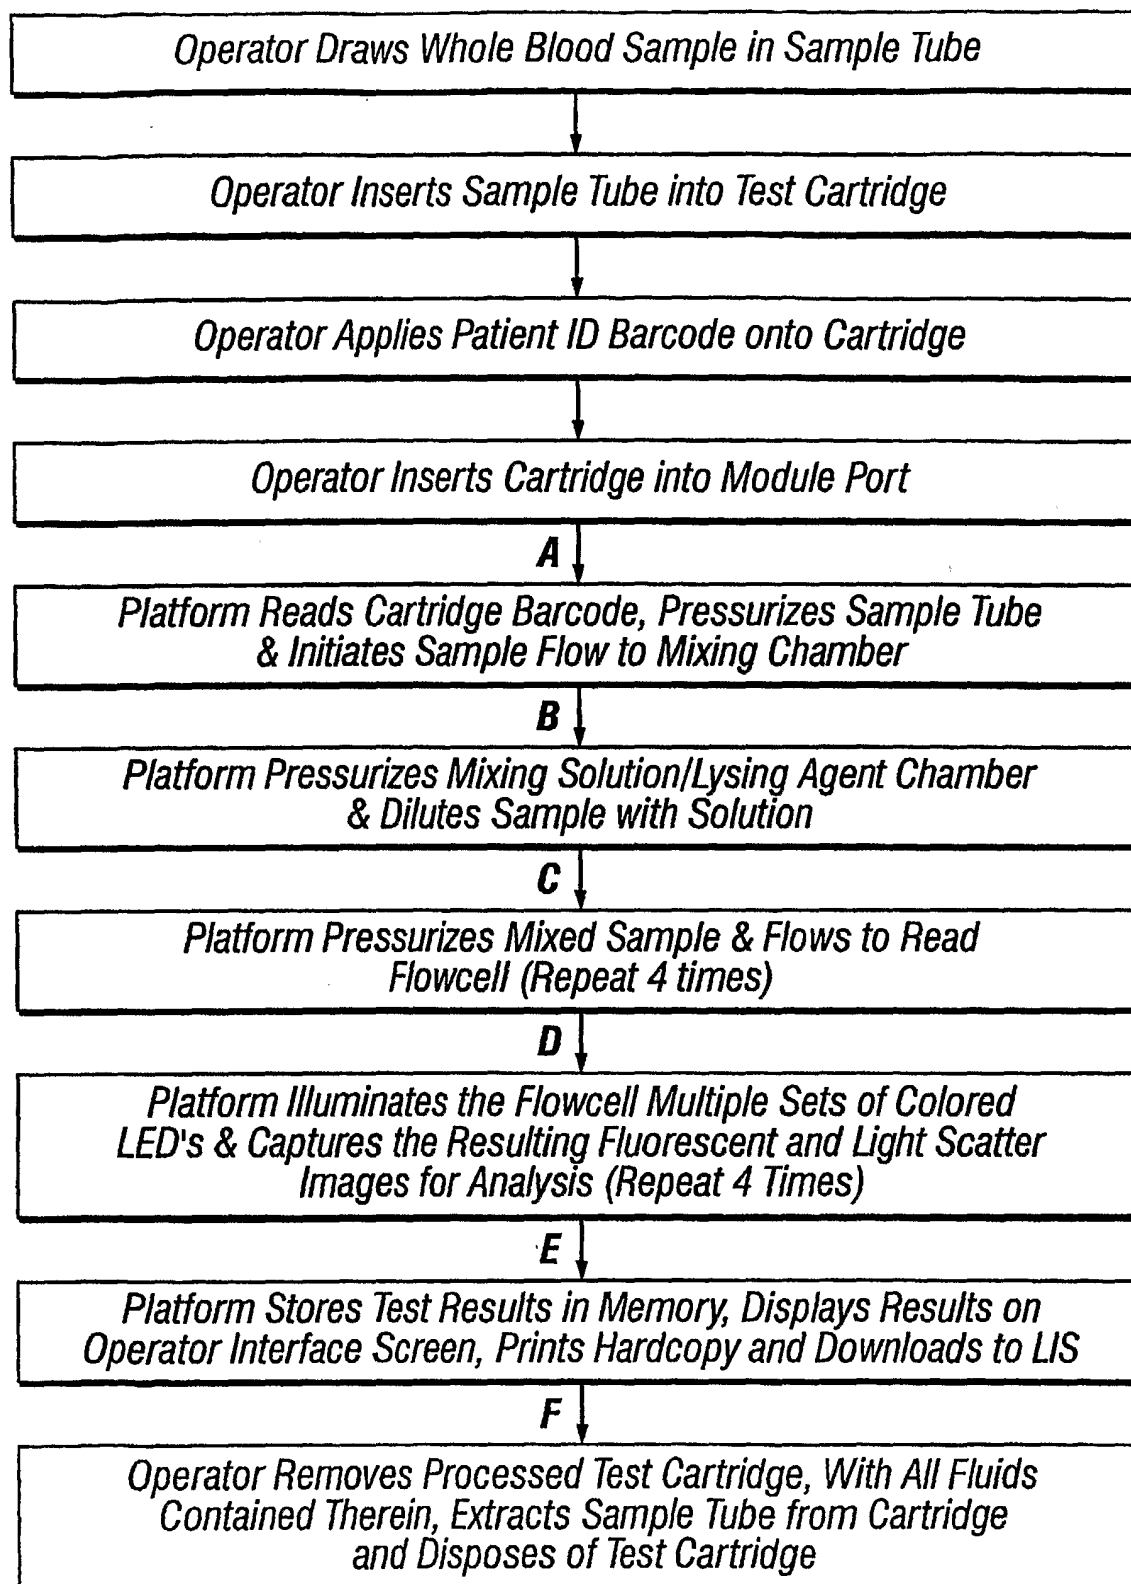 Operator Draws Whole Blood Sample in Sample Tube
Operator Inserts Sample Tube into Test Cartridge
Operator Applies Patient ID Barcode onto Cartridge
Operator Inserts Cartridge into Module Port
A
Platform Reads Cartridge Barcode, Pressurizes Sample Tube
& Initiates Sample Flow to Mixing Chamber
B
Platform Pressurizes Mixing Solution/Lysing Agent Chamber
& Dilutes Sample with Solution
C
Platform Pressurizes Mixed Sample & Flows to Read
Flowcell (Repeat 4 times)
D
Platform Illuminates the Flowcell Multiple Sets of Colored
LED's & Captures the Resulting Fluorescent and Light Scatter
Images for Analysis (Repeat 4 Times)
E
Platform Stores Test Results in Memory, Displays Results on
Operator Interface Screen, Prints Hardcopy and Downloads to LIS
F
Operator Removes Processed Test Cartridge, With All Fluids
Contained Therein, Extracts Sample Tube from Cartridge
and Disposes of Test Cartridge